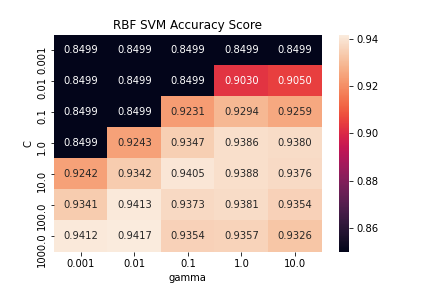 RBF SVM Accuracy Score
0.8499 0.8499 0.8499 0.8499 0.8499
0.8499 0.8499 0.8499 0.9030 0.9050
0.8499 0.8499 0.9231 0.9294 0.9259
0.8499 0.9243 0.9347 0.9386 0.9380
0.9242 0.9342 0.9405 0.9388 0.9376
0.9341 0.9413 0.9373 0.9381 0.9354
0.9412 0.9417 0.9354 0.9357 0.9326
0.001
0.01
0.1
1.0
10.0
100.0
1000.0
C
0.001 0.01 0.1 1.0 10.0
gamma
0.94
0.92
0.90
0.88
0.86